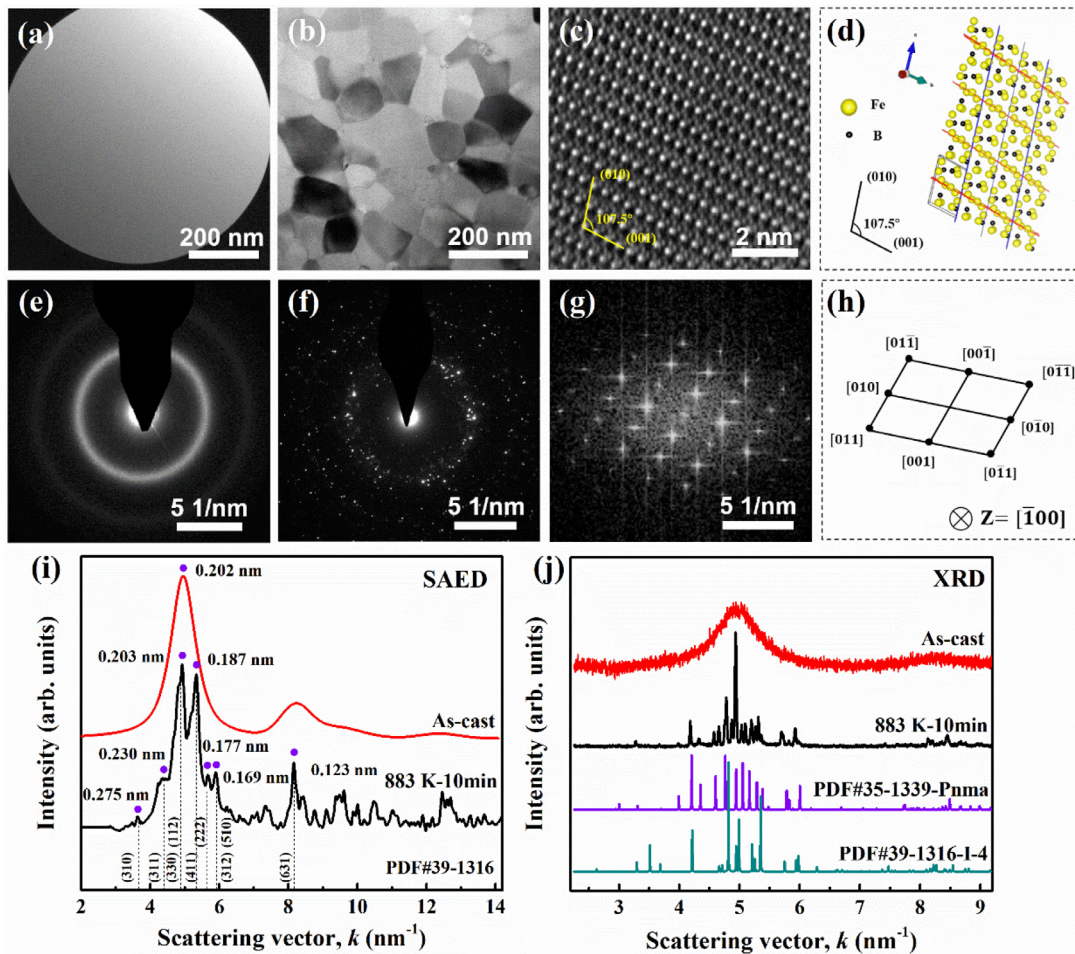 (a)
200 nm
(b)
200 nm
(c)
(010)
107.5°
(001)
2 nm
(d)
c
b
Fe
B
(010)
107.5°
(001)
(e)
5 1/nm
(f)
5 1/nm
(g)
5 1/nm
(h)
[011̄]
[001̄]
[01̄1̄]
[010]
[01̄0]
[011]
[001]
[01̄1]
Z= [1̄00]
(i)
SAED
0.202 nm
0.203 nm
0.187 nm
As-cast
0.230 nm
0.177 nm
0.275 nm
0.169 nm
0.123 nm
883 K-10min
(310)
(311)
(330)
(112)
(411)
(222)
(312)
(510)
(631)
PDF#39-1316
2
4
6
8
10
12
14
Scattering vector, k (nm⁻¹)
Intensity (arb. units)
(j)
XRD
As-cast
883 K-10min
PDF#35-1339-Pnma
PDF#39-1316-I-4
3
4
5
6
7
8
9
Scattering vector, k (nm⁻¹)
Intensity (arb. units)